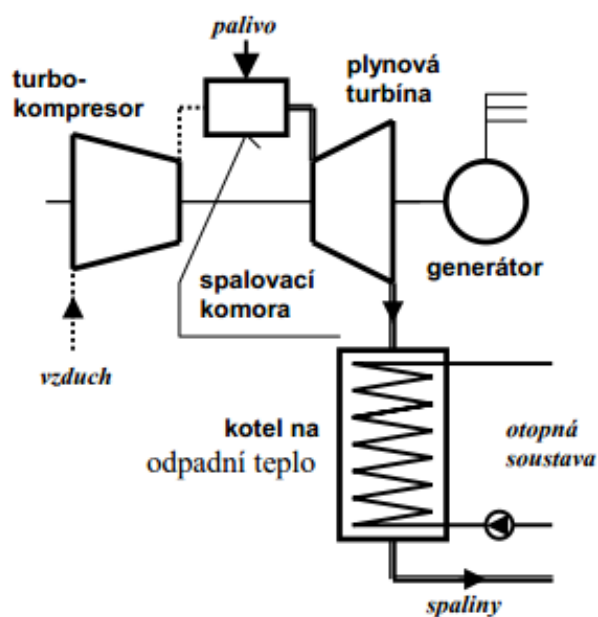 palivo
turbo-
kompresor
plynová
turbína
spalovací
komora
generátor
vzduch
kotel na
odpadní teplo
otopná
soustava
spaliny